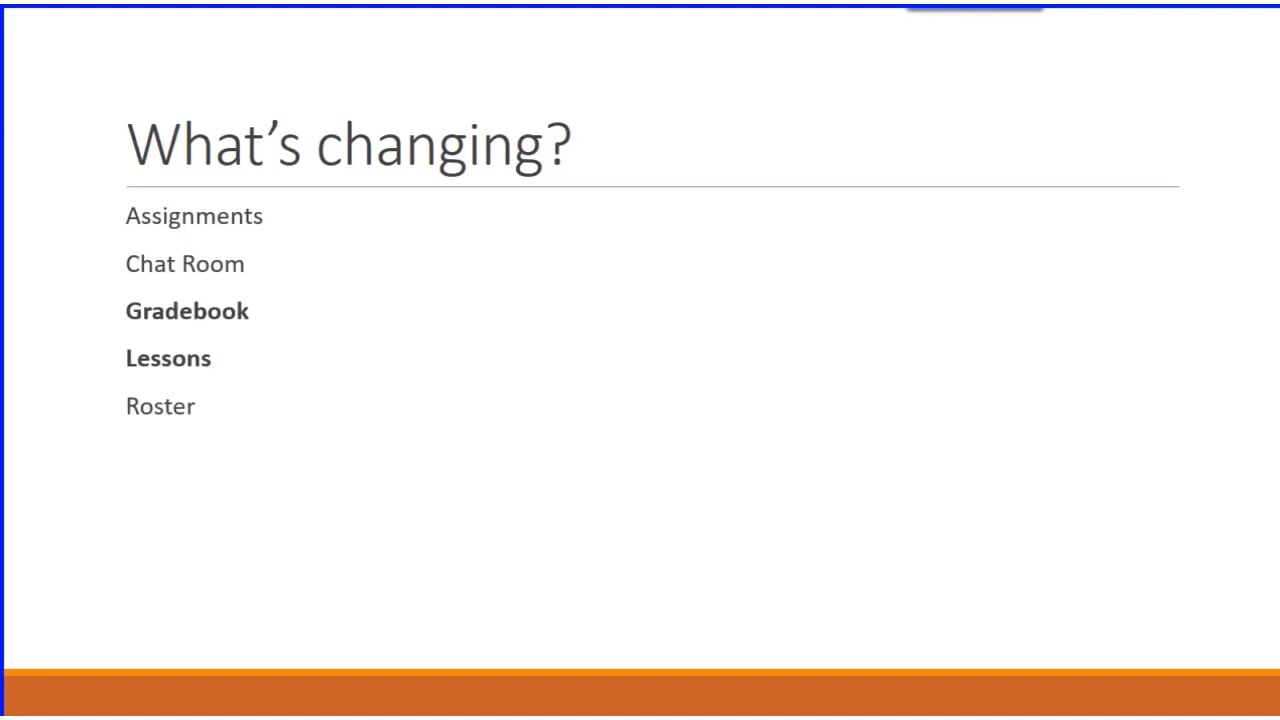 What’s changing?
Assignments
Chat Room
Gradebook
Lessons
Roster